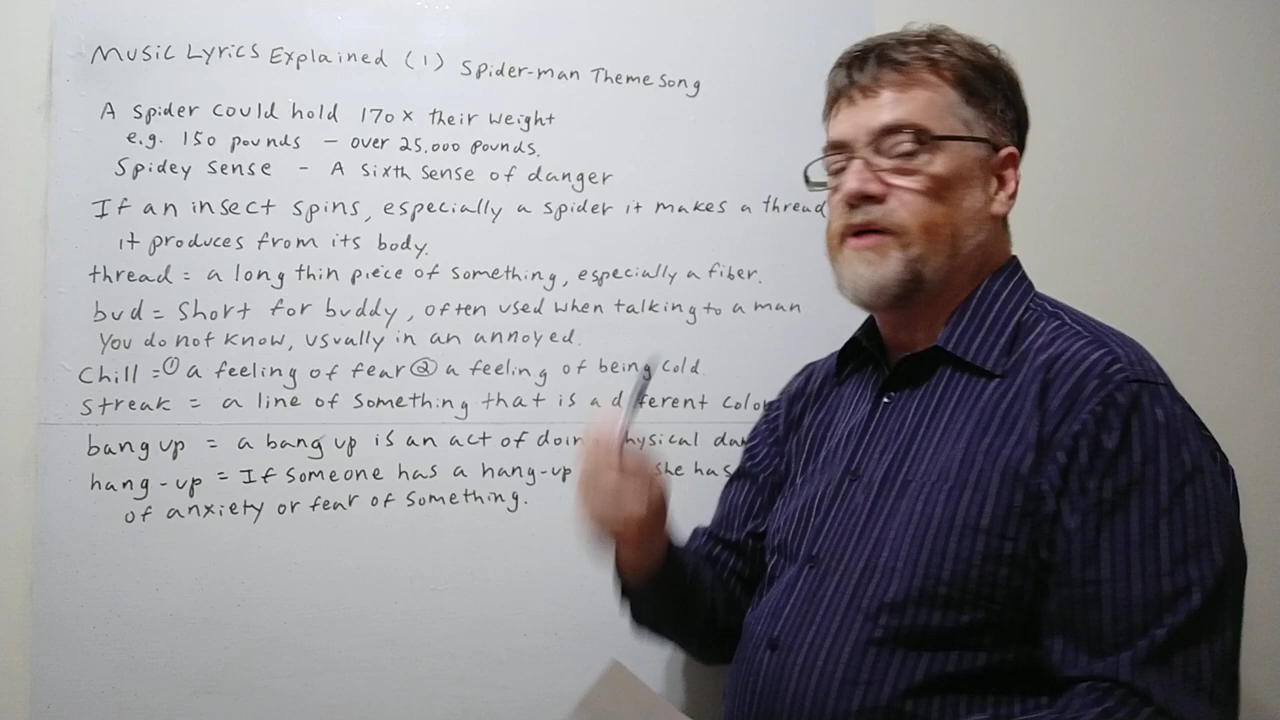 Music Lyrics Explained (1) Spider-man Theme Song
A spider could hold 170 x their weight
e.g. 150 pounds – over 25,000 pounds.
Spidey sense - A sixth sense of danger
If an insect spins, especially a spider it makes a thread
it produces from its body.
thread = a long thin piece of something, especially a fiber.
bud = short for buddy, often used when talking to a man
You do not know, usually in an annoyed.
Chill = ① a feeling of fear ② a feeling of being cold.
Streak = a line of something that is a
bang up = a bang up is an act of
hang-up = If someone has a hang-up she has
of anxiety or fear of something.